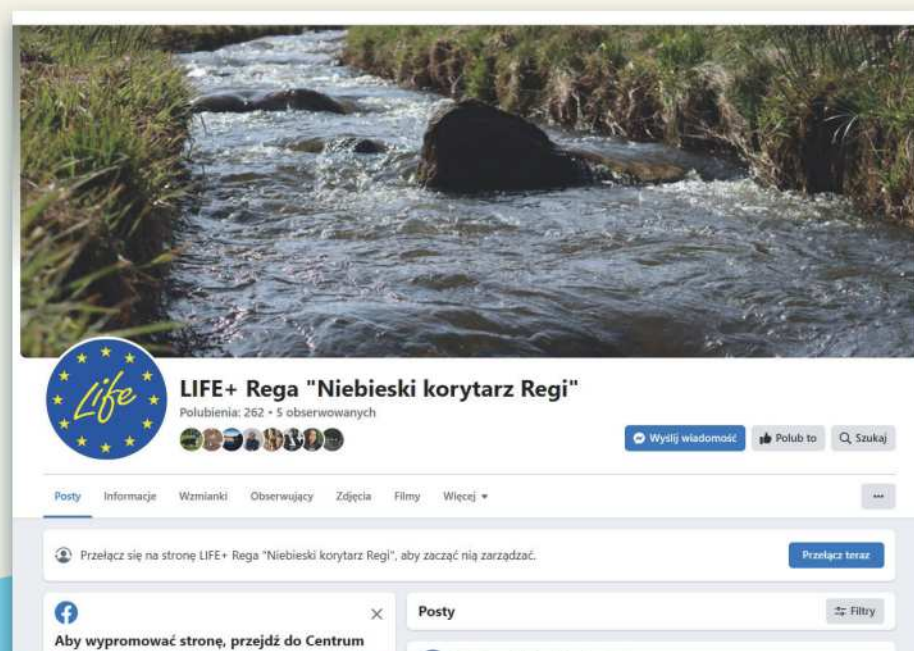 Life
LIFE+ Rega "Niebieski korytarz Regi"
Polubienia: 262 • 5 obserwowanych
Wyślij wiadomość
Polub to
Szukaj
Posty Informacje Wzmianki Obserwujący Zdjęcia Filmy Więcej
Przełącz się na stronę LIFE+ Rega "Niebieski korytarz Regi", aby zacząć nią zarządzać.
Przełącz teraz
Aby wypromować stronę, przejdź do Centrum
Posty
Filtry